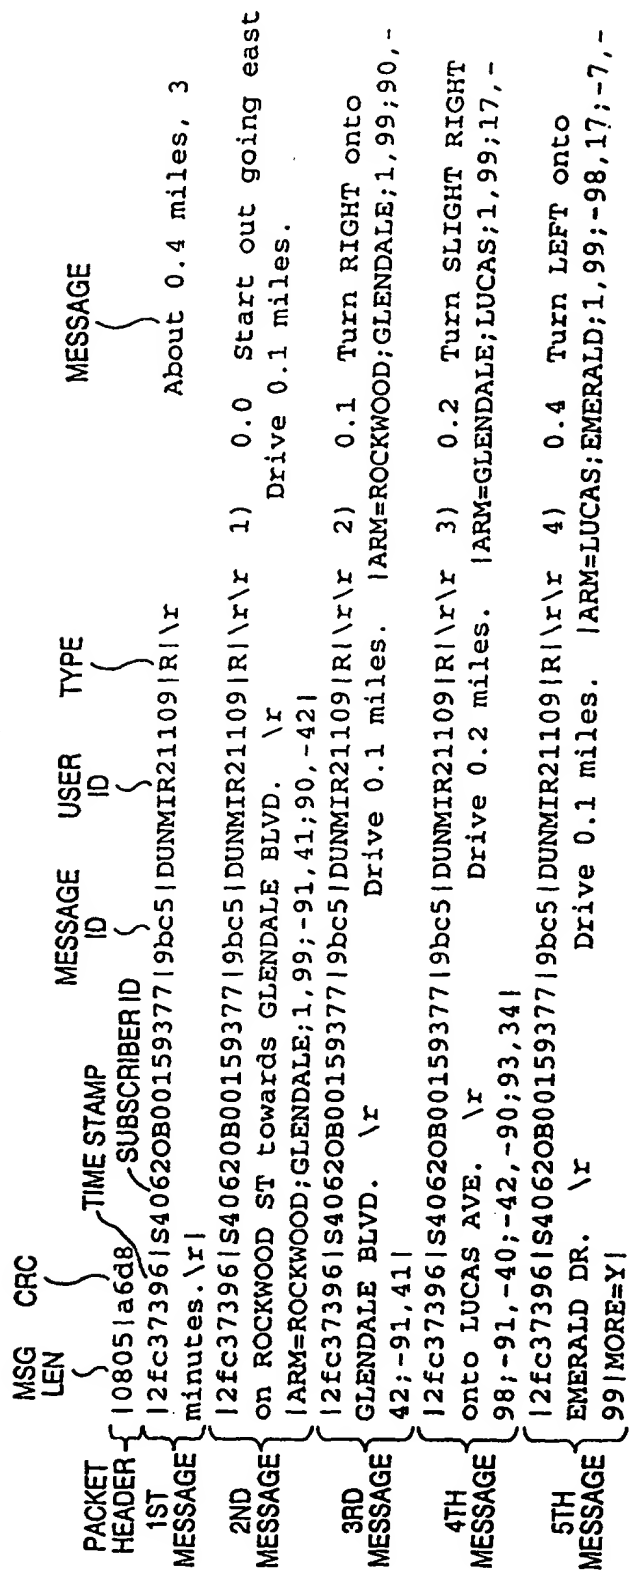 MSG LEN
CRC
TIME STAMP
SUBSCRIBER ID
MESSAGE ID
USER ID
TYPE
MESSAGE
PACKET HEADER
|0805|a6d8
1ST MESSAGE
|2fc37396|S40620B00159377|9bc5|DUNMIR21109|R|\r About 0.4 miles, 3
minutes.\r|
2ND MESSAGE
|2fc37396|S40620B00159377|9bc5|DUNMIR21109|R|\r\r 1) 0.0 Start out going east
on ROCKWOOD ST towards GLENDALE BLVD. \r Drive 0.1 miles.
|ARM=ROCKWOOD;GLENDALE;1,99;-91,41;90,-42|
3RD MESSAGE
|2fc37396|S40620B00159377|9bc5|DUNMIR21109|R|\r\r 2) 0.1 Turn RIGHT onto
GLENDALE BLVD. \r Drive 0.1 miles. |ARM=ROCKWOOD;GLENDALE;1,99;90,-
42;-91,41|
4TH MESSAGE
|2fc37396|S40620B00159377|9bc5|DUNMIR21109|R|\r\r 3) 0.2 Turn SLIGHT RIGHT
onto LUCAS AVE. \r Drive 0.2 miles. |ARM=GLENDALE;LUCAS;1,99;17,-
98;-91,-40;-42,-90;93,34|
5TH MESSAGE
|2fc37396|S40620B00159377|9bc5|DUNMIR21109|R|\r\r 4) 0.4 Turn LEFT onto
EMERALD DR. \r Drive 0.1 miles. |ARM=LUCAS;EMERALD;1,99;-98,17;-7,-
99|MORE=Y|